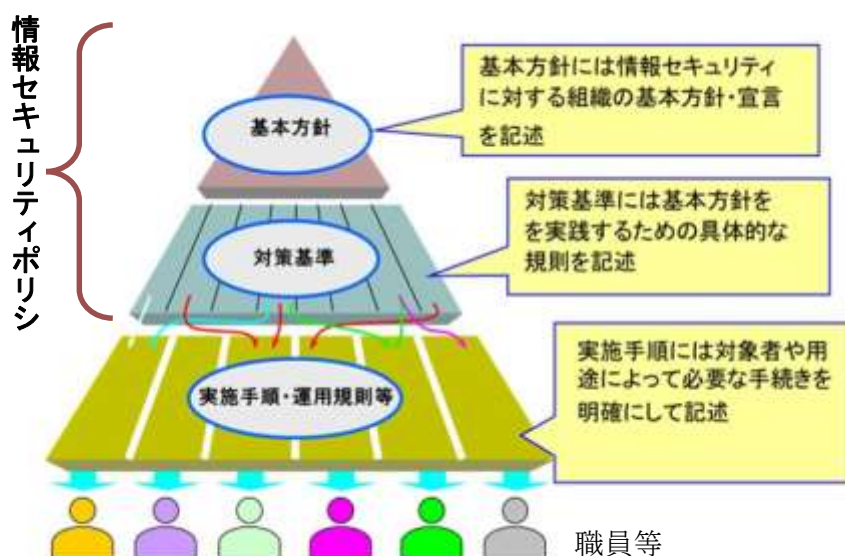 情報セキュリティポリシ
基本方針
基本方針には情報セキュリティ
に対する組織の基本方針・宣言
を記述
対策基準
対策基準には基本方針を
を実践するための具体的な
規則を記述
実施手順・運用規則等
実施手順には対象者や用
途によって必要な手続きを
明確にして記述
職員等